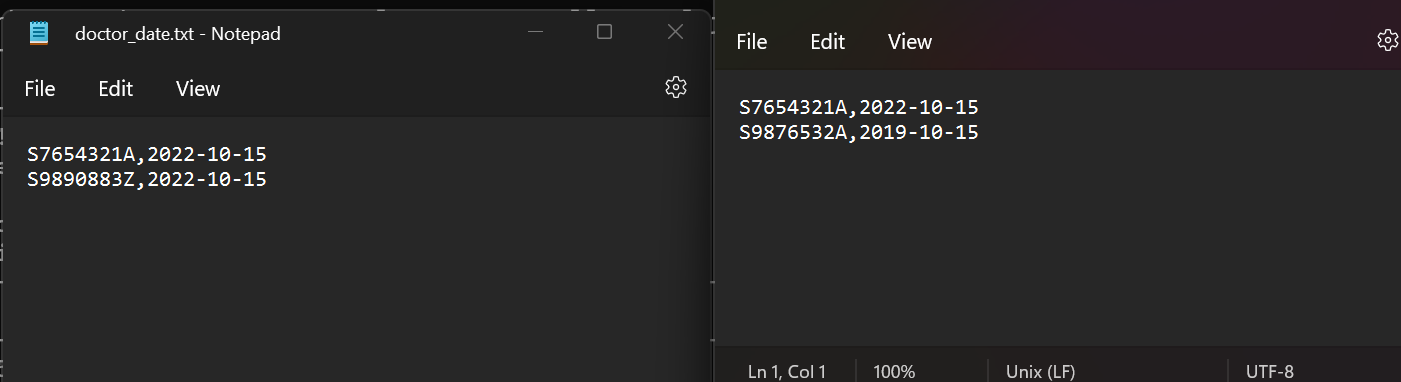 doctor_date.txt - Notepad
File Edit View
S7654321A,2022-10-15
S9890883Z,2022-10-15
File Edit View
S7654321A,2022-10-15
S9876532A,2019-10-15
Ln 1, Col 1 100% Unix (LF) UTF-8